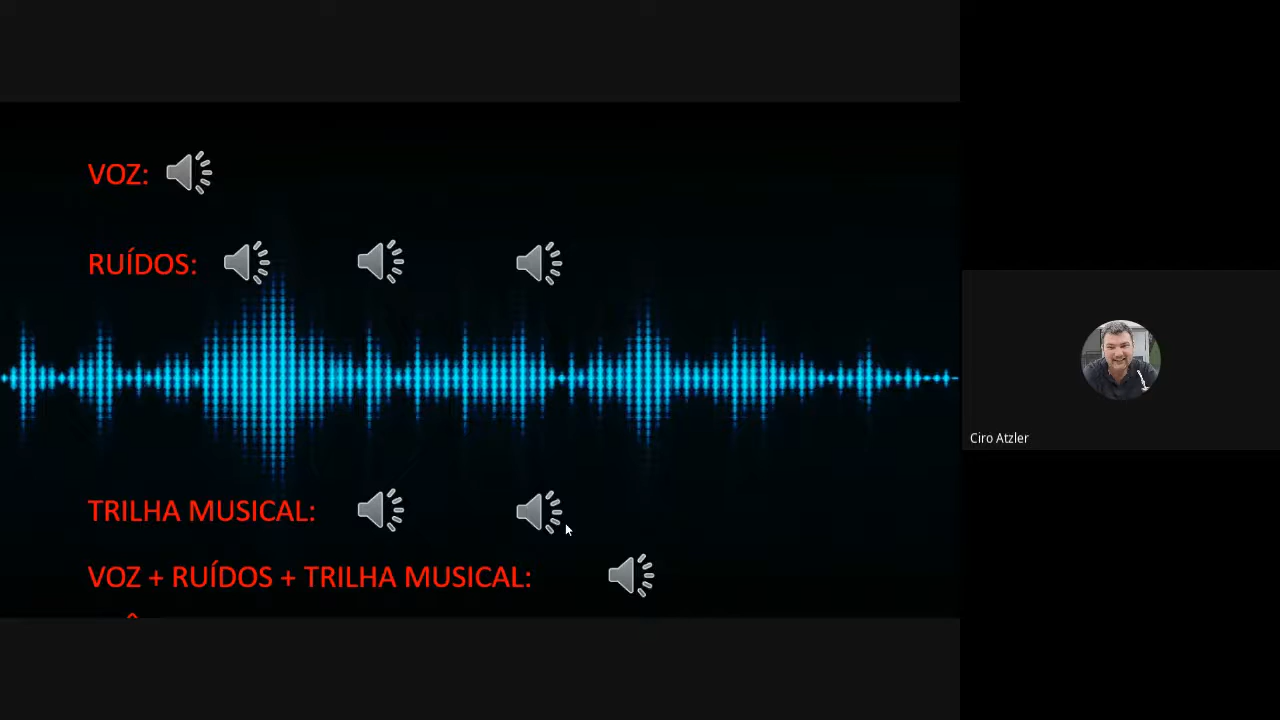 VOZ:
RUÍDOS:
TRILHA MUSICAL:
VOZ + RUÍDOS + TRILHA MUSICAL:
Ciro Atzler